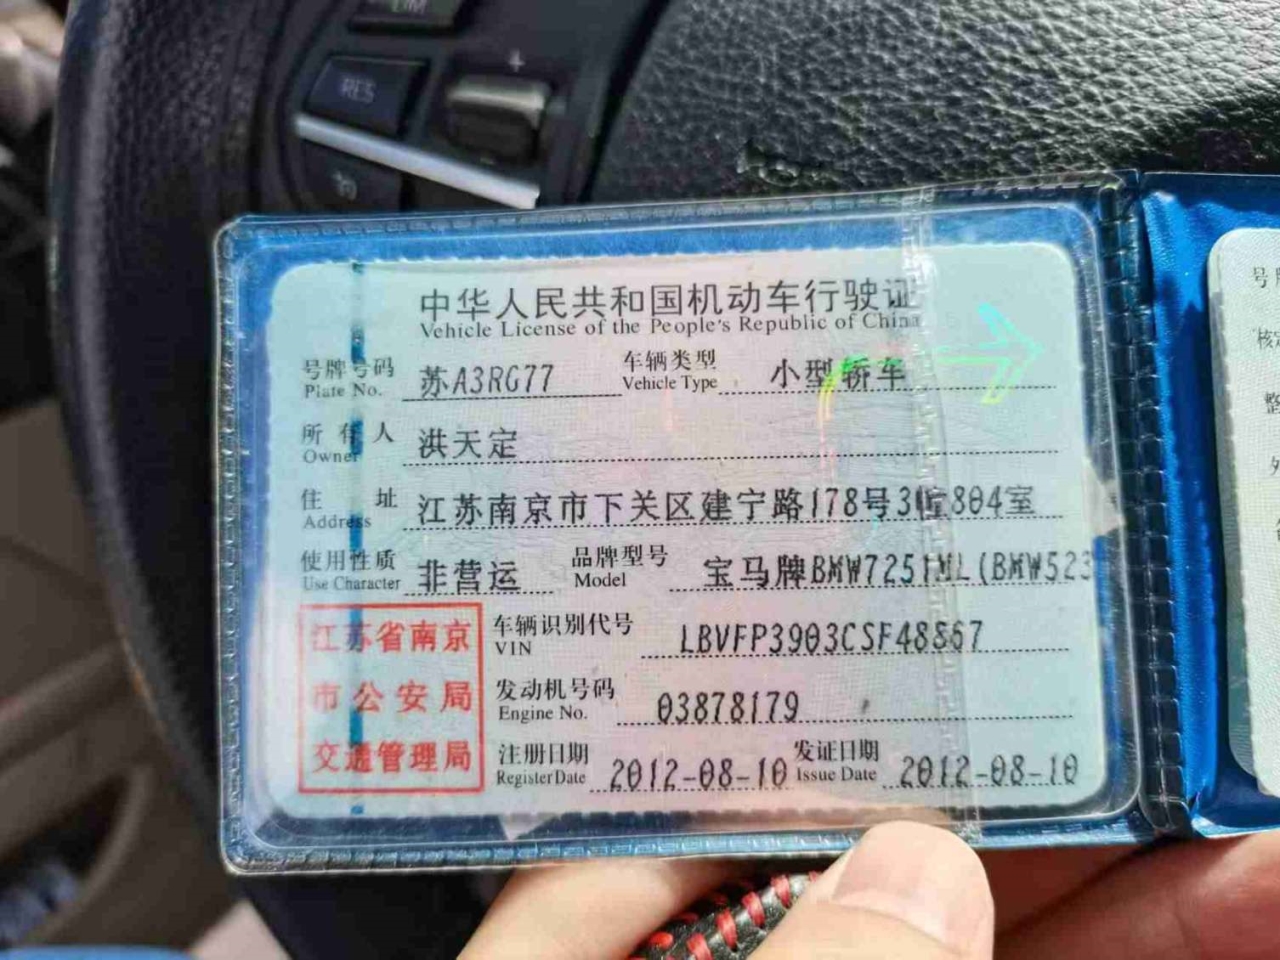 RES
+
中华人民共和国机动车行驶证
Vehicle License of the People's Republic of China
号牌号码 苏A3RG77 车辆类型 小型轿车
Plate No. Vehicle Type
所有人 洪天定
Owner
住址 江苏南京市下关区建宁路178号3幢804室
Address
使用性质 非营运 品牌型号 宝马牌BMW7251ML(BMW523
Use Character Model
江苏省南京
市公安局
交通管理局
车辆识别代号 LBVFP3903CSF48867
VIN
发动机号码 03878179
Engine No.
注册日期 2012-08-10 发证日期 2012-08-10
Register Date Issue Date
号
核
整